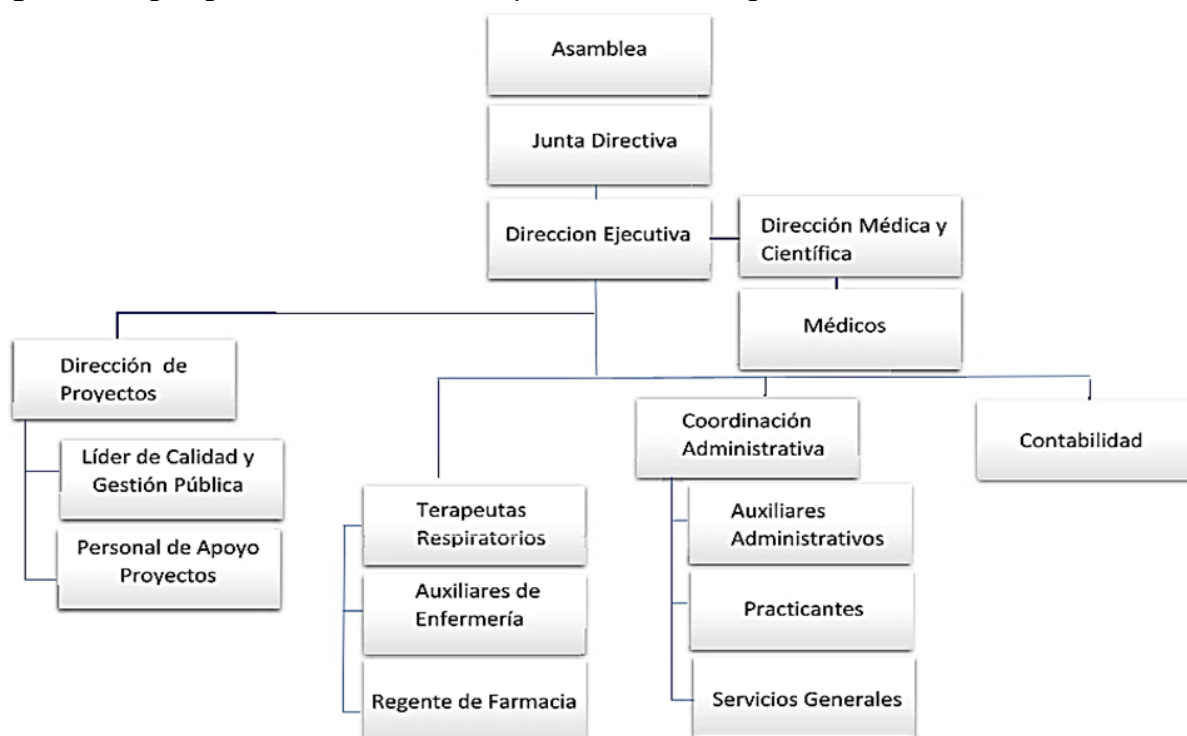 Asamblea
Junta Directiva
Direccion Ejecutiva
Dirección Médica y
Científica
Médicos
Dirección de
Proyectos
Líder de Calidad y
Gestión Pública
Personal de Apoyo
Proyectos
Terapeutas
Respiratorios
Auxiliares de
Enfermería
Regente de Farmacia
Coordinación
Administrativa
Auxiliares
Administrativos
Practicantes
Servicios Generales
Contabilidad